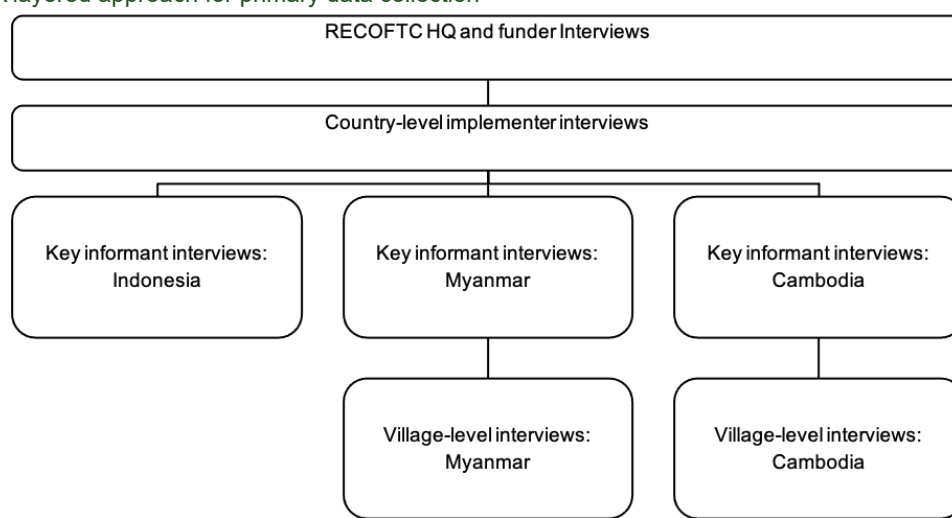 layered approach for primary data collection
RECOFTC HQ and funder Interviews
Country-level implementer interviews
Key informant interviews:
Indonesia
Key informant interviews:
Myanmar
Key informant interviews:
Cambodia
Village-level interviews:
Myanmar
Village-level interviews:
Cambodia